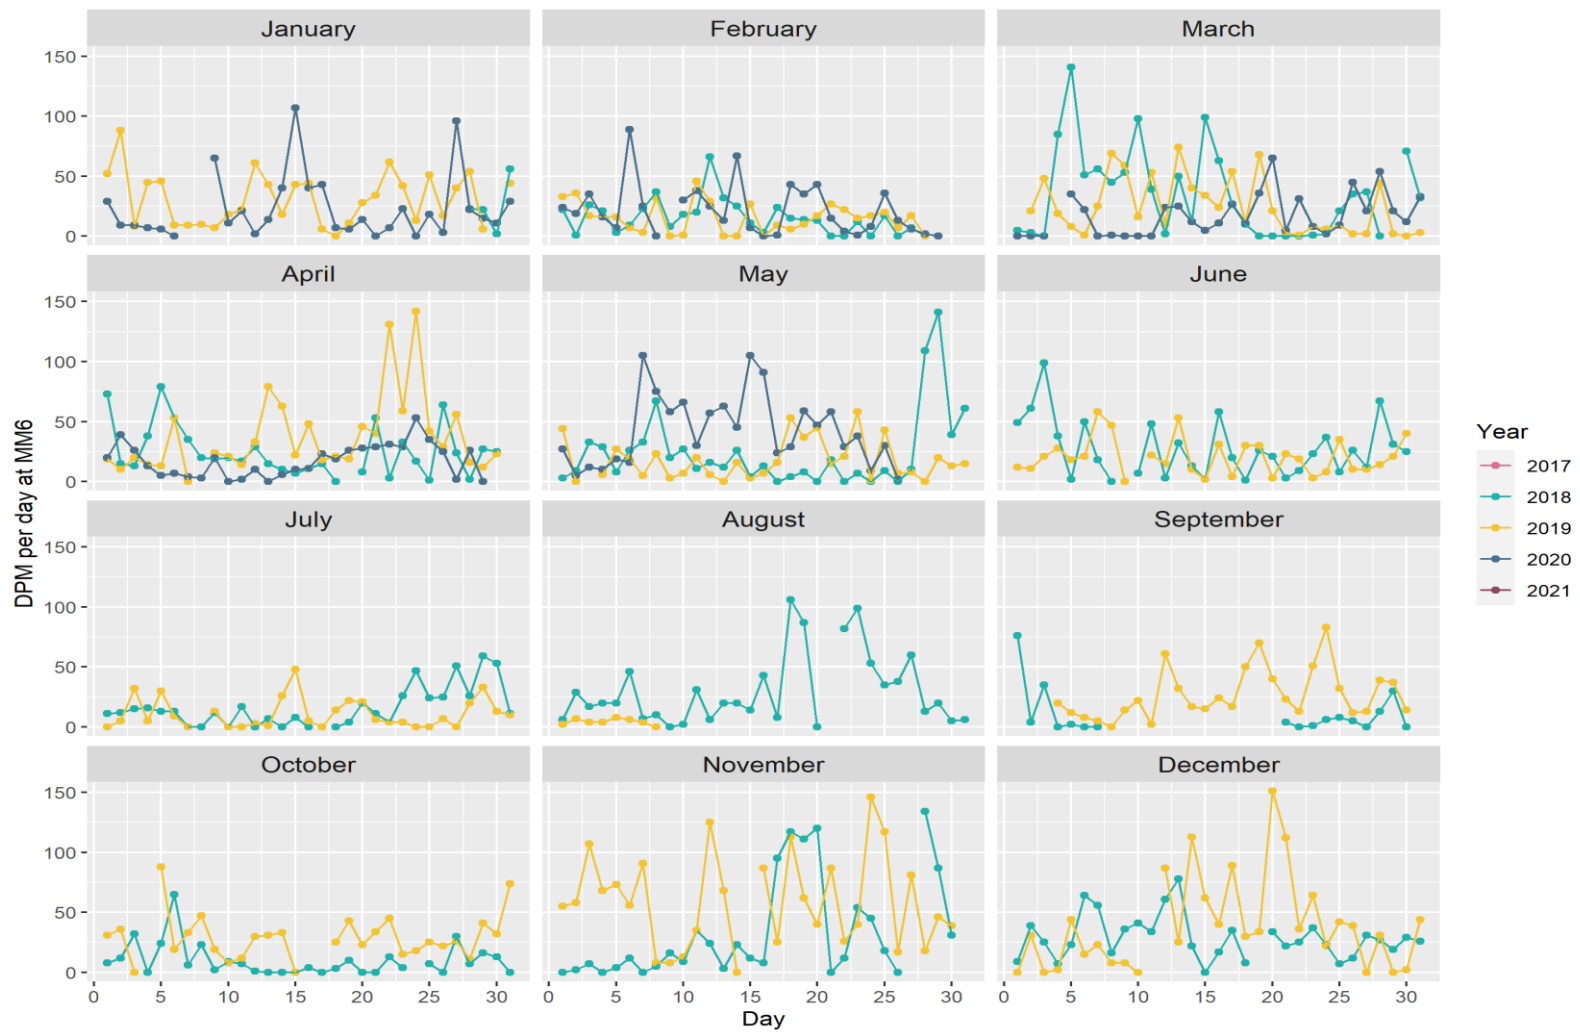 January February March
150
100
50
0
April May June
150
100
50
0
July August September
150
100
50
0
October November December
150
100
50
0
0 5 10 15 20 25 30 0 5 10 15 20 25 30 0 5 10 15 20 25 30
Day
DPM per day at MM6
Year
2017
2018
2019
2020
2021